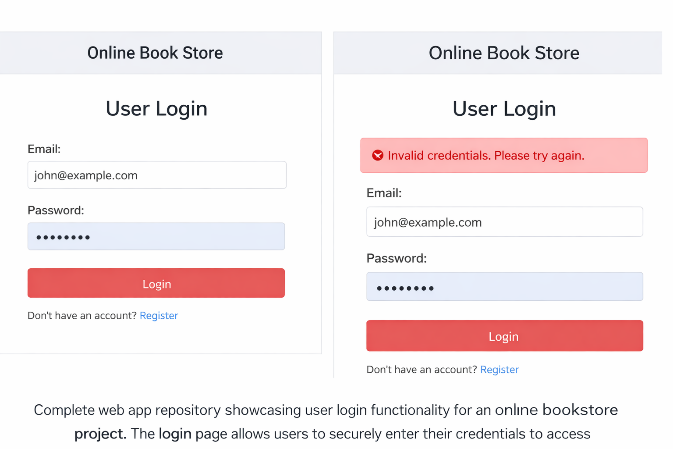 Online Book Store
User Login
Email:
john@example.com
Password:
••••••••
Login
Don't have an account? Register
Online Book Store
User Login
Invalid credentials. Please try again.
Email:
john@example.com
Password:
••••••••
Login
Don't have an account? Register
Complete web app repository showcasing user login functionality for an online bookstore
project. The login page allows users to securely enter their credentials to access